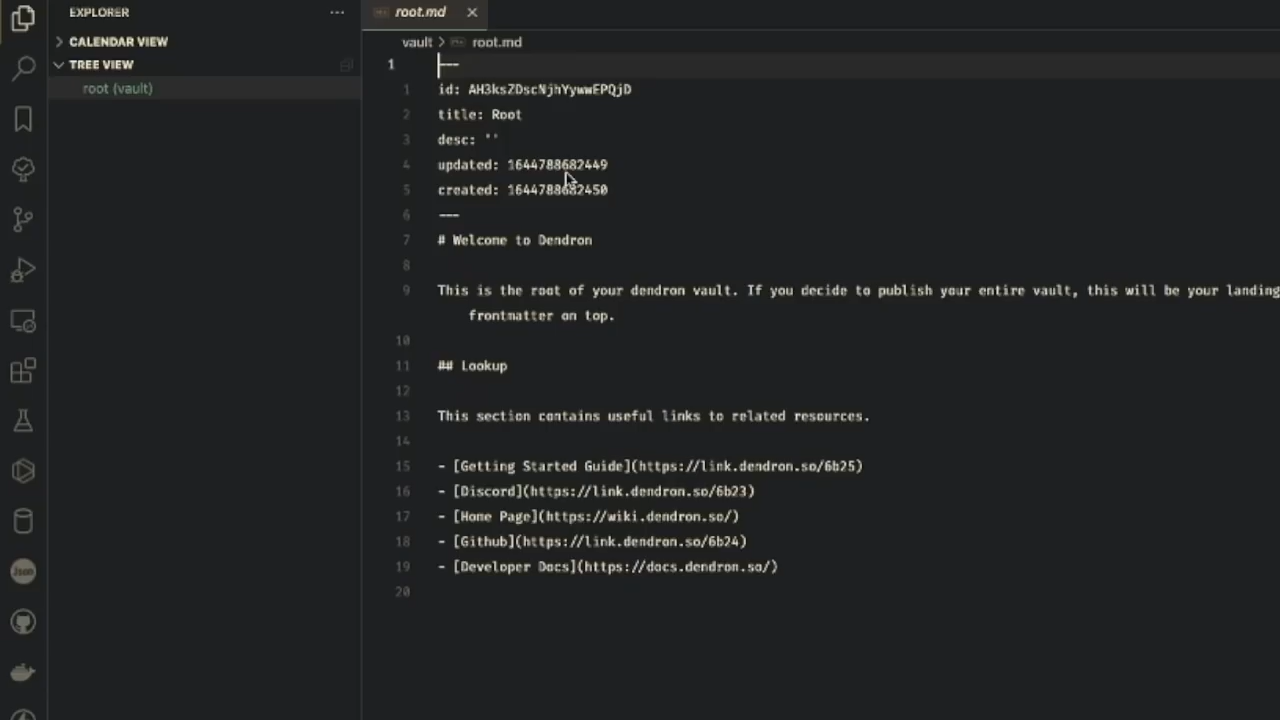 EXPLORER
CALENDAR VIEW
TREE VIEW
root (vault)
root.md
vault > root.md
1 ---
1 id: AH3ksZDscNjhYywwEPQjD
2 title: Root
3 desc: ''
4 updated: 1644788682449
5 created: 1644788682450
6 ---
7 # Welcome to Dendron
8
9 This is the root of your dendron vault. If you decide to publish your entire vault, this will be your landing
frontmatter on top.
10
11 ## Lookup
12
13 This section contains useful links to related resources.
14
15 - [Getting Started Guide](https://link.dendron.so/6b25)
16 - [Discord](https://link.dendron.so/6b23)
17 - [Home Page](https://wiki.dendron.so/)
18 - [Github](https://link.dendron.so/6b24)
19 - [Developer Docs](https://docs.dendron.so/)
20
Json